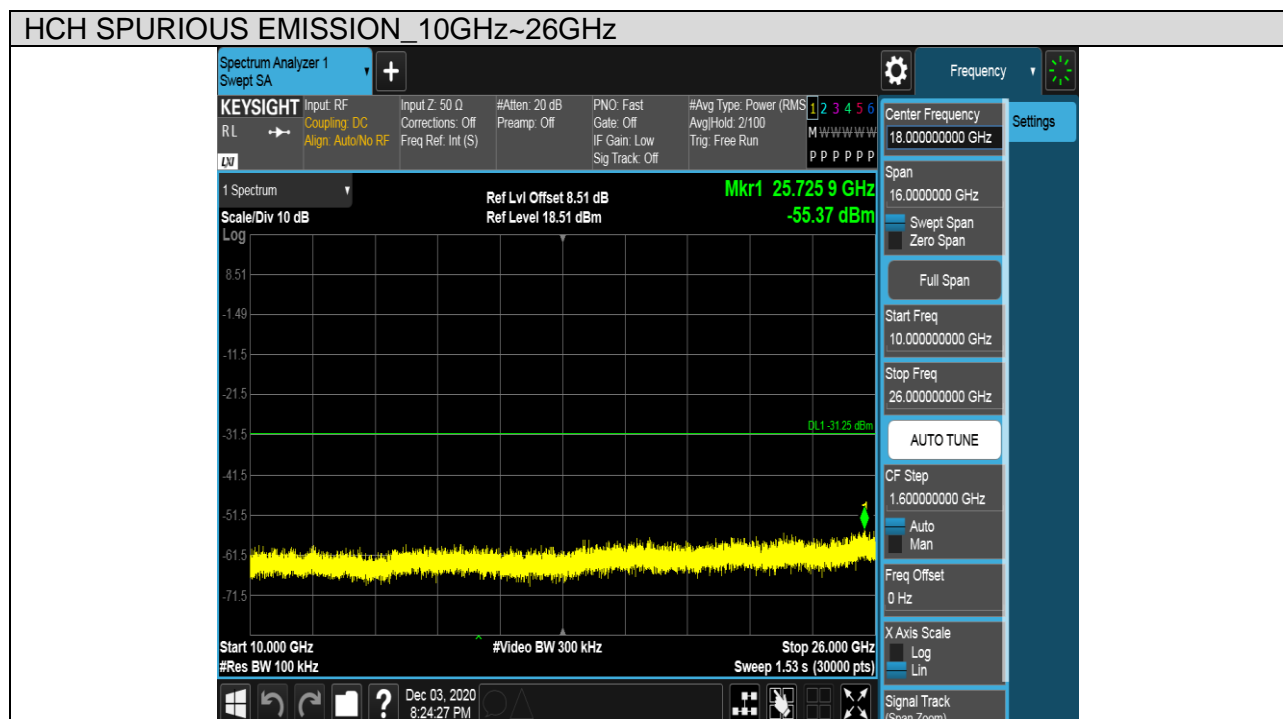 HCH SPURIOUS EMISSION_10GHz~26GHz
Spectrum Analyzer 1
Swept SA
Frequency
KEYSIGHT
RL
LXI
Input: RF
Coupling: DC
Align: Auto/No RF
Input Z: 50 Ω
Corrections: Off
Freq Ref: Int (S)
#Atten: 20 dB
Preamp: Off
PNO: Fast
Gate: Off
IF Gain: Low
Sig Track: Off
#Avg Type: Power (RMS
Avg|Hold: 2/100
Trig: Free Run
1 2 3 4 5 6
M W W W W W
P P P P P P
1 Spectrum
Scale/Div 10 dB
Ref Lvl Offset 8.51 dB
Ref Level 18.51 dBm
Mkr1 25.725 9 GHz
-55.37 dBm
Log
8.51
-1.49
-11.5
-21.5
-31.5
-41.5
-51.5
-61.5
-71.5
DL1 -31.25 dBm
1
Start 10.000 GHz
#Res BW 100 kHz
#Video BW 300 kHz
Stop 26.000 GHz
Sweep 1.53 s (30000 pts)
?
Dec 03, 2020
8:24:27 PM
Center Frequency
18.000000000 GHz
Settings
Span
16.0000000 GHz
Swept Span
Zero Span
Full Span
Start Freq
10.000000000 GHz
Stop Freq
26.000000000 GHz
AUTO TUNE
CF Step
1.600000000 GHz
Auto
Man
Freq Offset
0 Hz
X Axis Scale
Log
Lin
Signal Track
(Span Zoom)